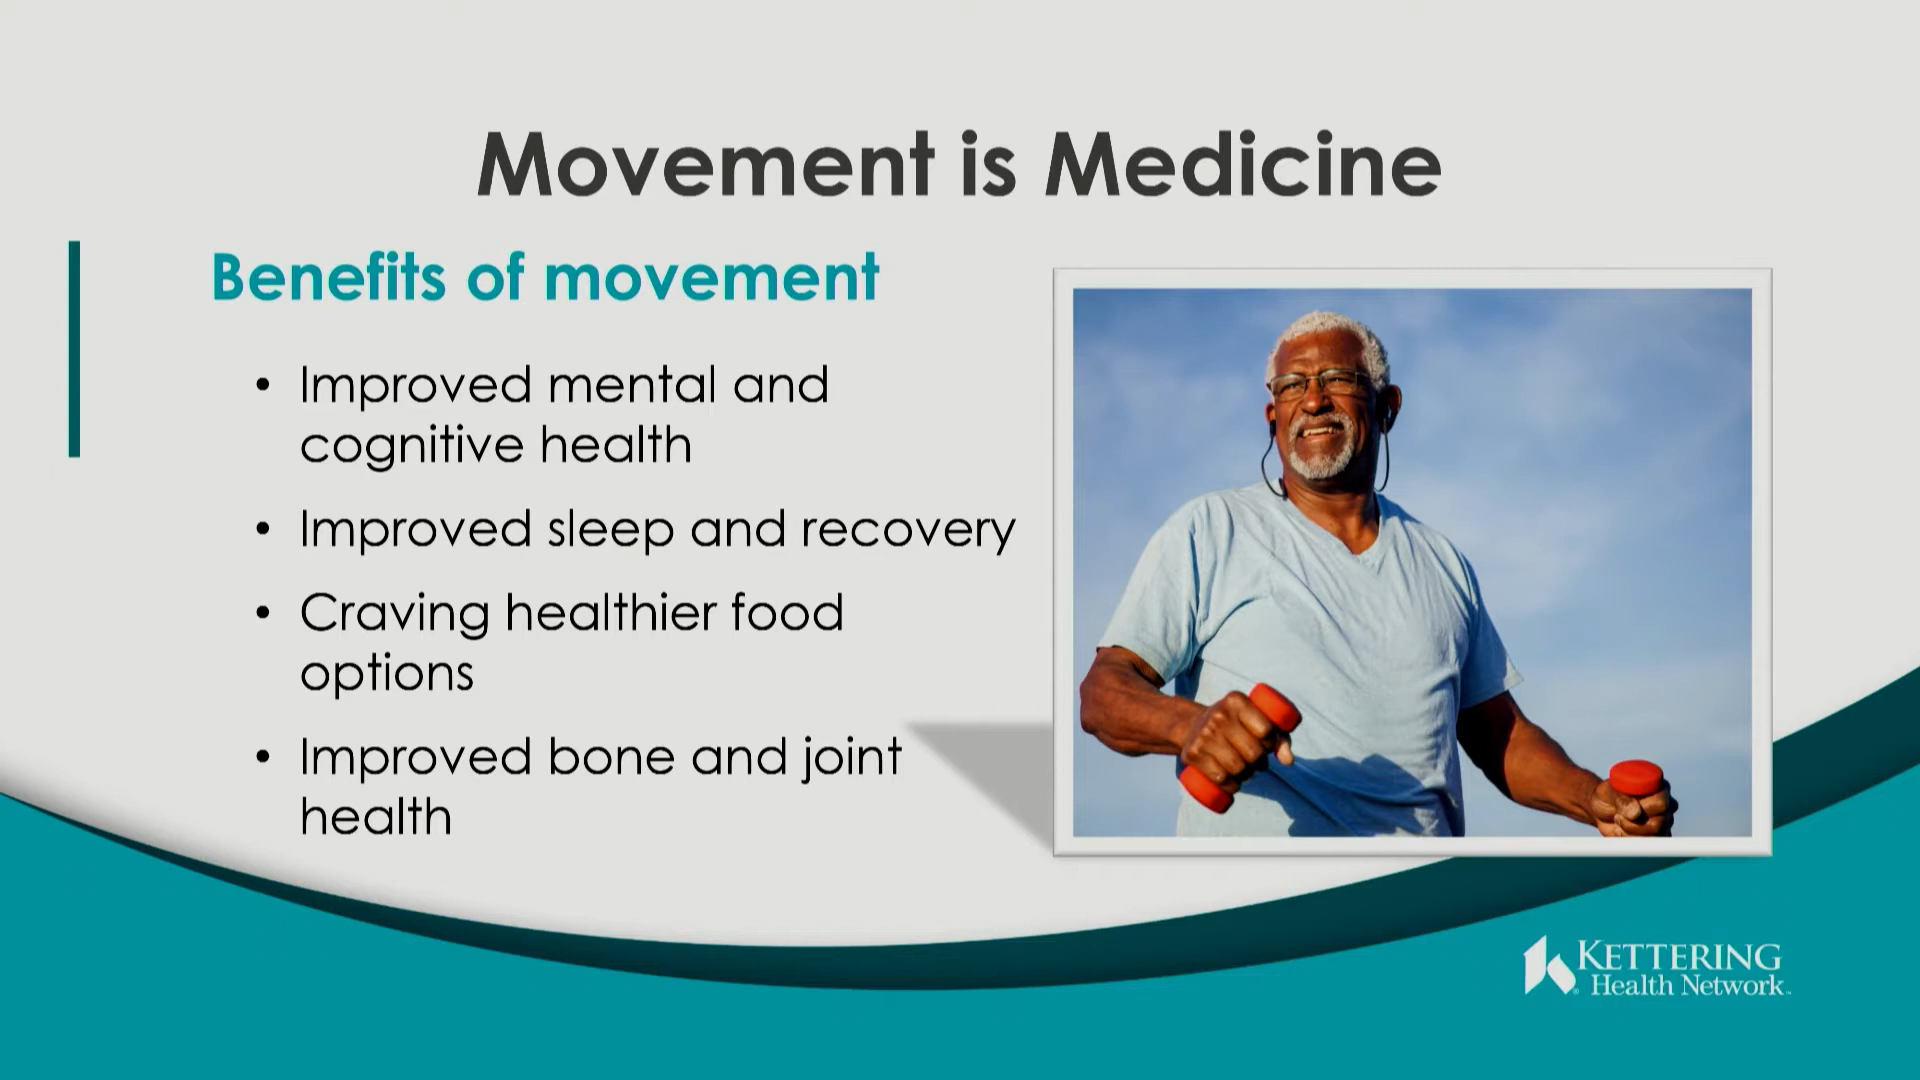 Movement is Medicine
Benefits of movement
• Improved mental and
cognitive health
• Improved sleep and recovery
• Craving healthier food
options
• Improved bone and joint
health
KETTERING
Health Network